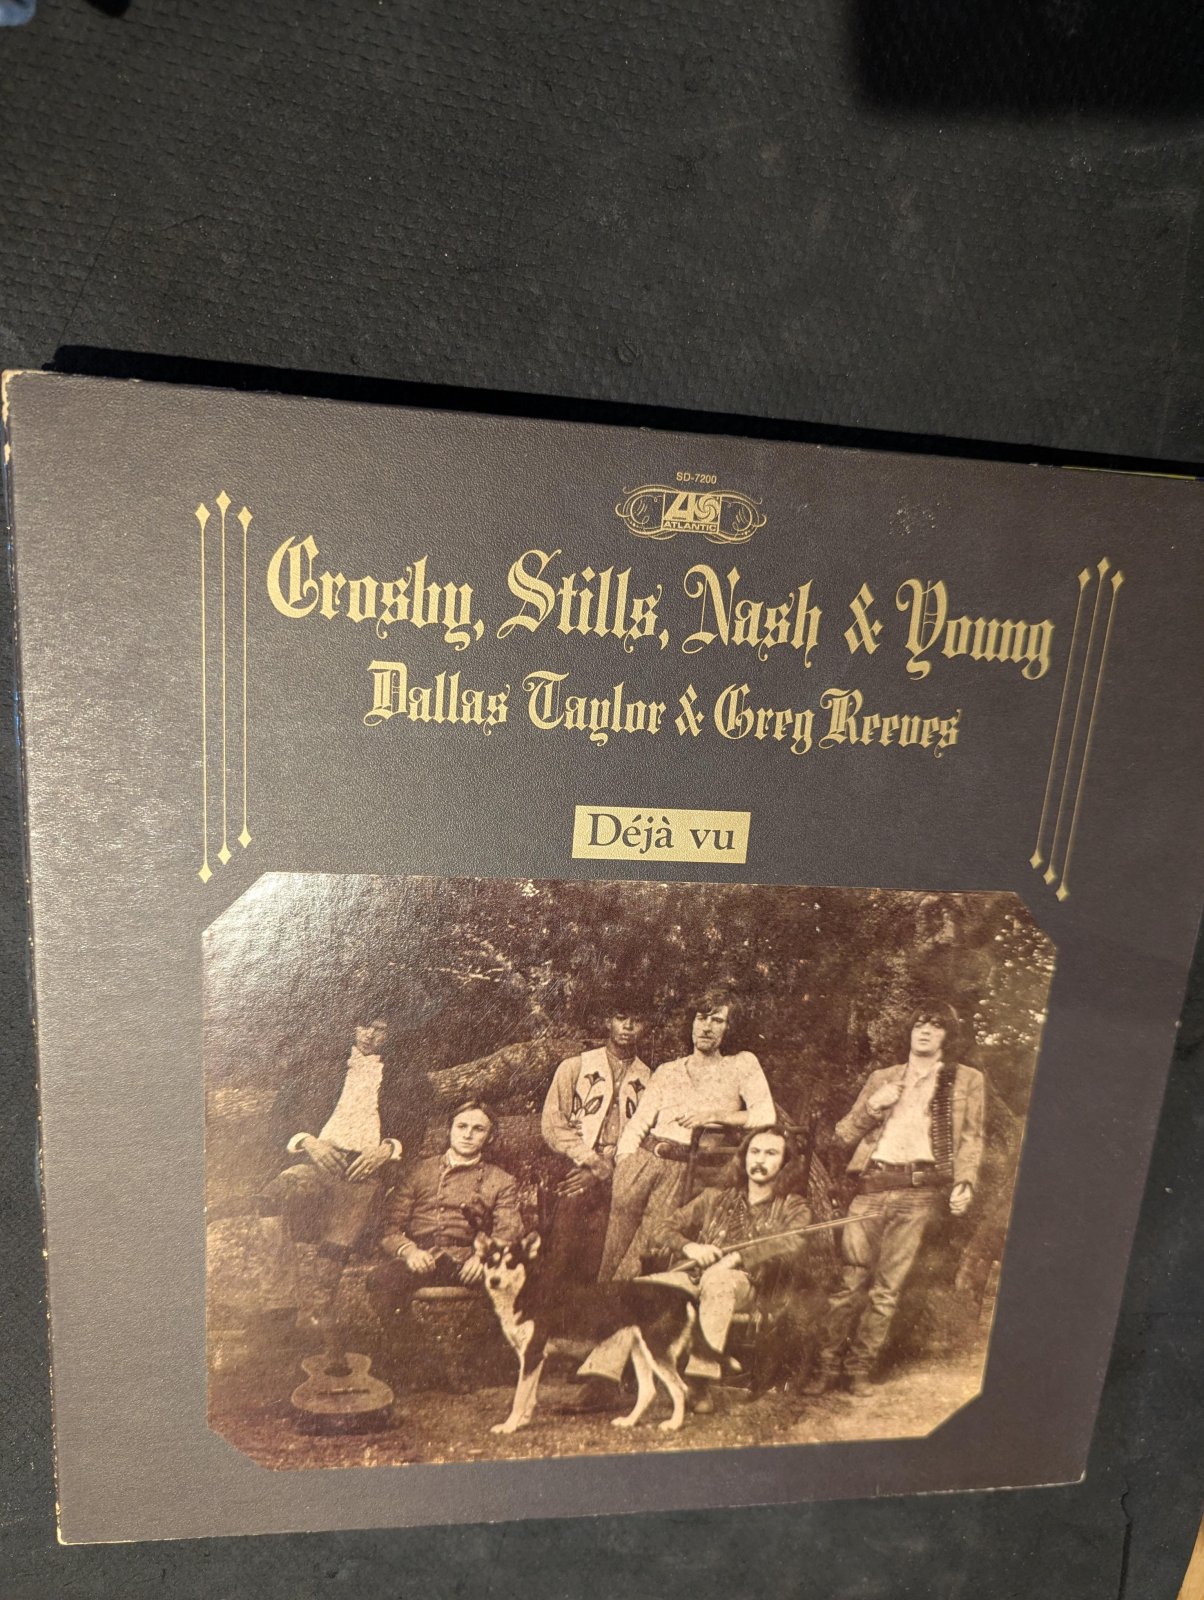 SD-7200
ATLANTIC
Crosby, Stills, Nash & Young
Dallas Taylor & Greg Reeves
Déjà vu